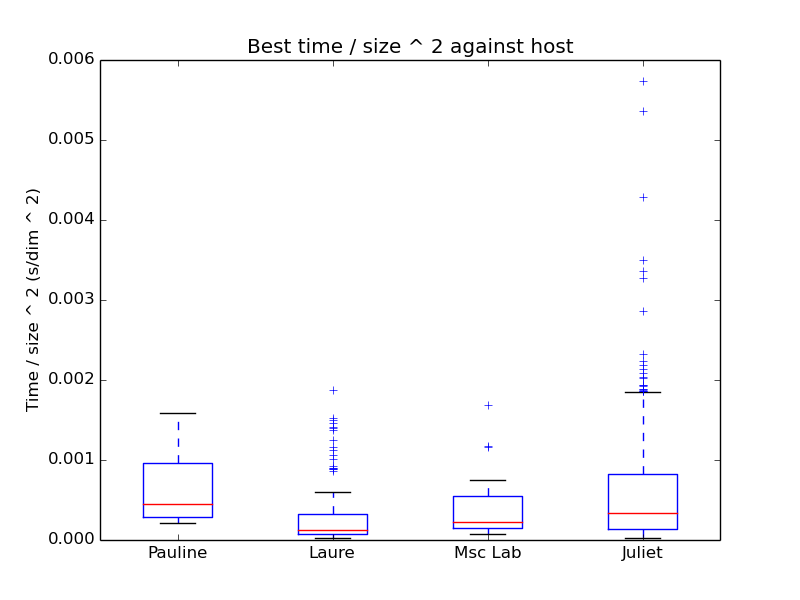 Best time / size ^ 2 against host
0.006
0.005
0.004
0.003
0.002
0.001
0.000
Time / size ^ 2 (s/dim ^ 2)
Pauline Laure Msc Lab Juliet